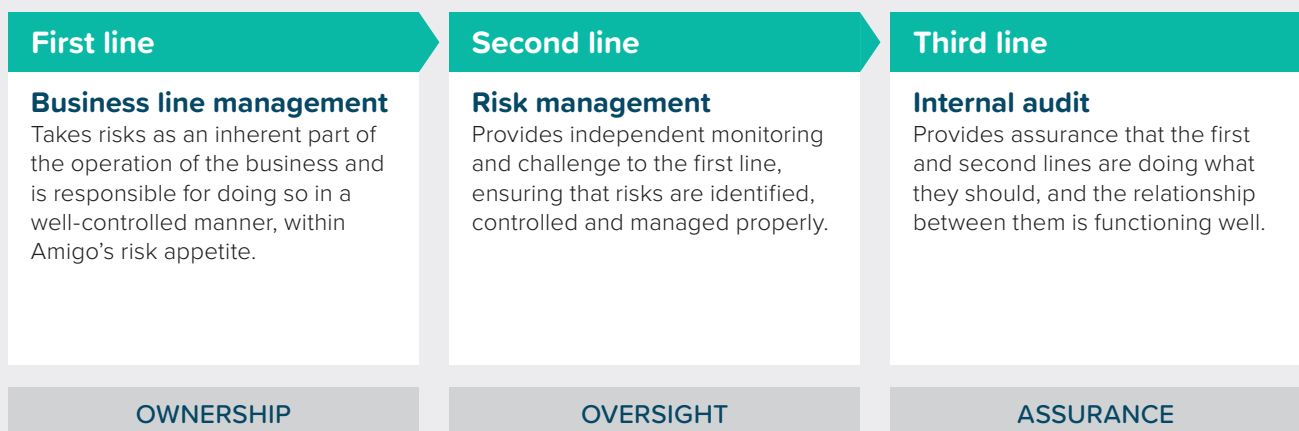 First line
Business line management
Takes risks as an inherent part of
the operation of the business and
is responsible for doing so in a
well-controlled manner, within
Amigo’s risk appetite.
OWNERSHIP
Second line
Risk management
Provides independent monitoring
and challenge to the first line,
ensuring that risks are identified,
controlled and managed properly.
OVERSIGHT
Third line
Internal audit
Provides assurance that the first
and second lines are doing what
they should, and the relationship
between them is functioning well.
ASSURANCE